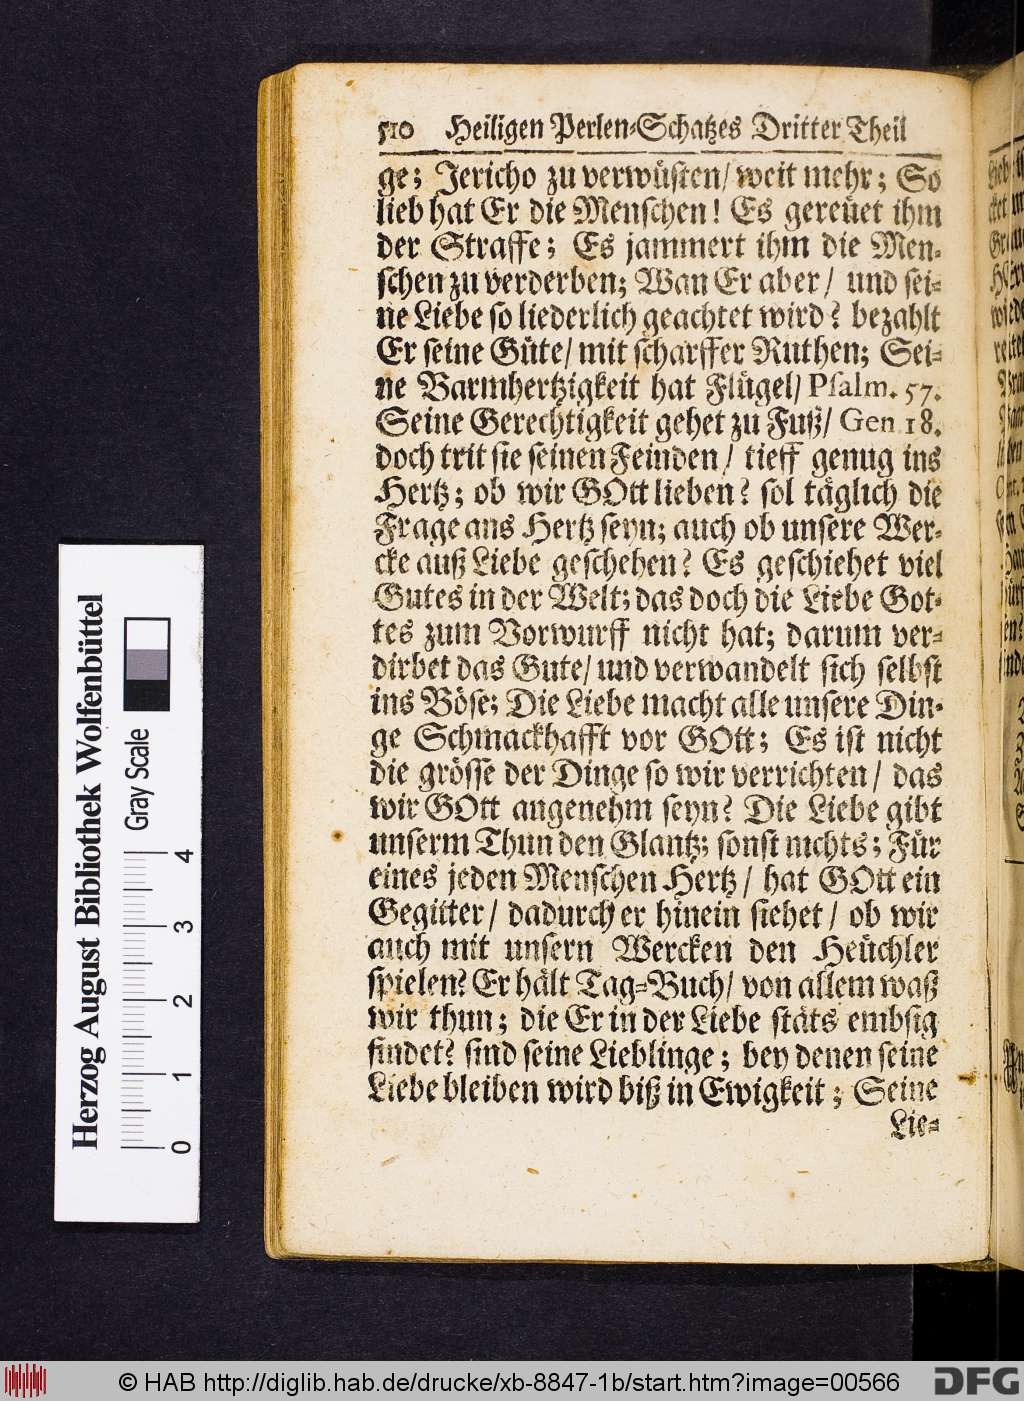 510 Heiligen Perlen-Schatzes Dritter Theil
ge; Jericho zu verwüsten/ weit mehr; So
lieb hat Er die Menschen! Es gereüet ihm
der Straffe; Es jammert ihm die Men-
schen zu verderben; Wan Er aber/ und sei-
ne Liebe so liederlich geachtet wird? bezahlt
Er seine Güte/ mit scharffer Ruthen; Sei-
ne Barmhertzigkeit hat Flügel/ Psalm. 57.
Seine Gerechtigkeit gehet zu Fuß/ Gen 18.
doch trit sie seinen Feinden/ tieff genug ins
Hertz; ob wir GOtt lieben? sol täglich die
Frage ans Hertz seyn; auch ob unsere Wer-
cke auß Liebe geschehen? Es geschiehet viel
Gutes in der Welt; das doch die Liebe Got-
tes zum Vorwurff nicht hat; darum ver-
dirbet das Gute/ und verwandelt sich selbst
ins Böse; Die Liebe macht alle unsere Din-
ge Schmackhafft vor GOtt; Es ist nicht
die grösse der Dinge so wir verrichten/ das
wir GOtt angenehm seyn? Die Liebe gibt
unserm Thun den Glantz; sonst nichts; Für
eines jeden Menschen Hertz/ hat GOtt ein
Gegitter/ dadurch er hinein siehet/ ob wir
auch mit unsern Wercken den Heüchler
spielen? Er hält Tag-Buch/ von allem waß
wir thun; die Er in der Liebe stäts embsig
findet? sind seine Lieblinge; bey denen seine
Liebe bleiben wird biß in Ewigkeit; Seine
Lie-
Herzog August Bibliothek Wolfenbüttel
Gray Scale
0 1 2 3 4
© HAB http://diglib.hab.de/drucke/xb-8847-1b/start.htm?image=00566
DFG